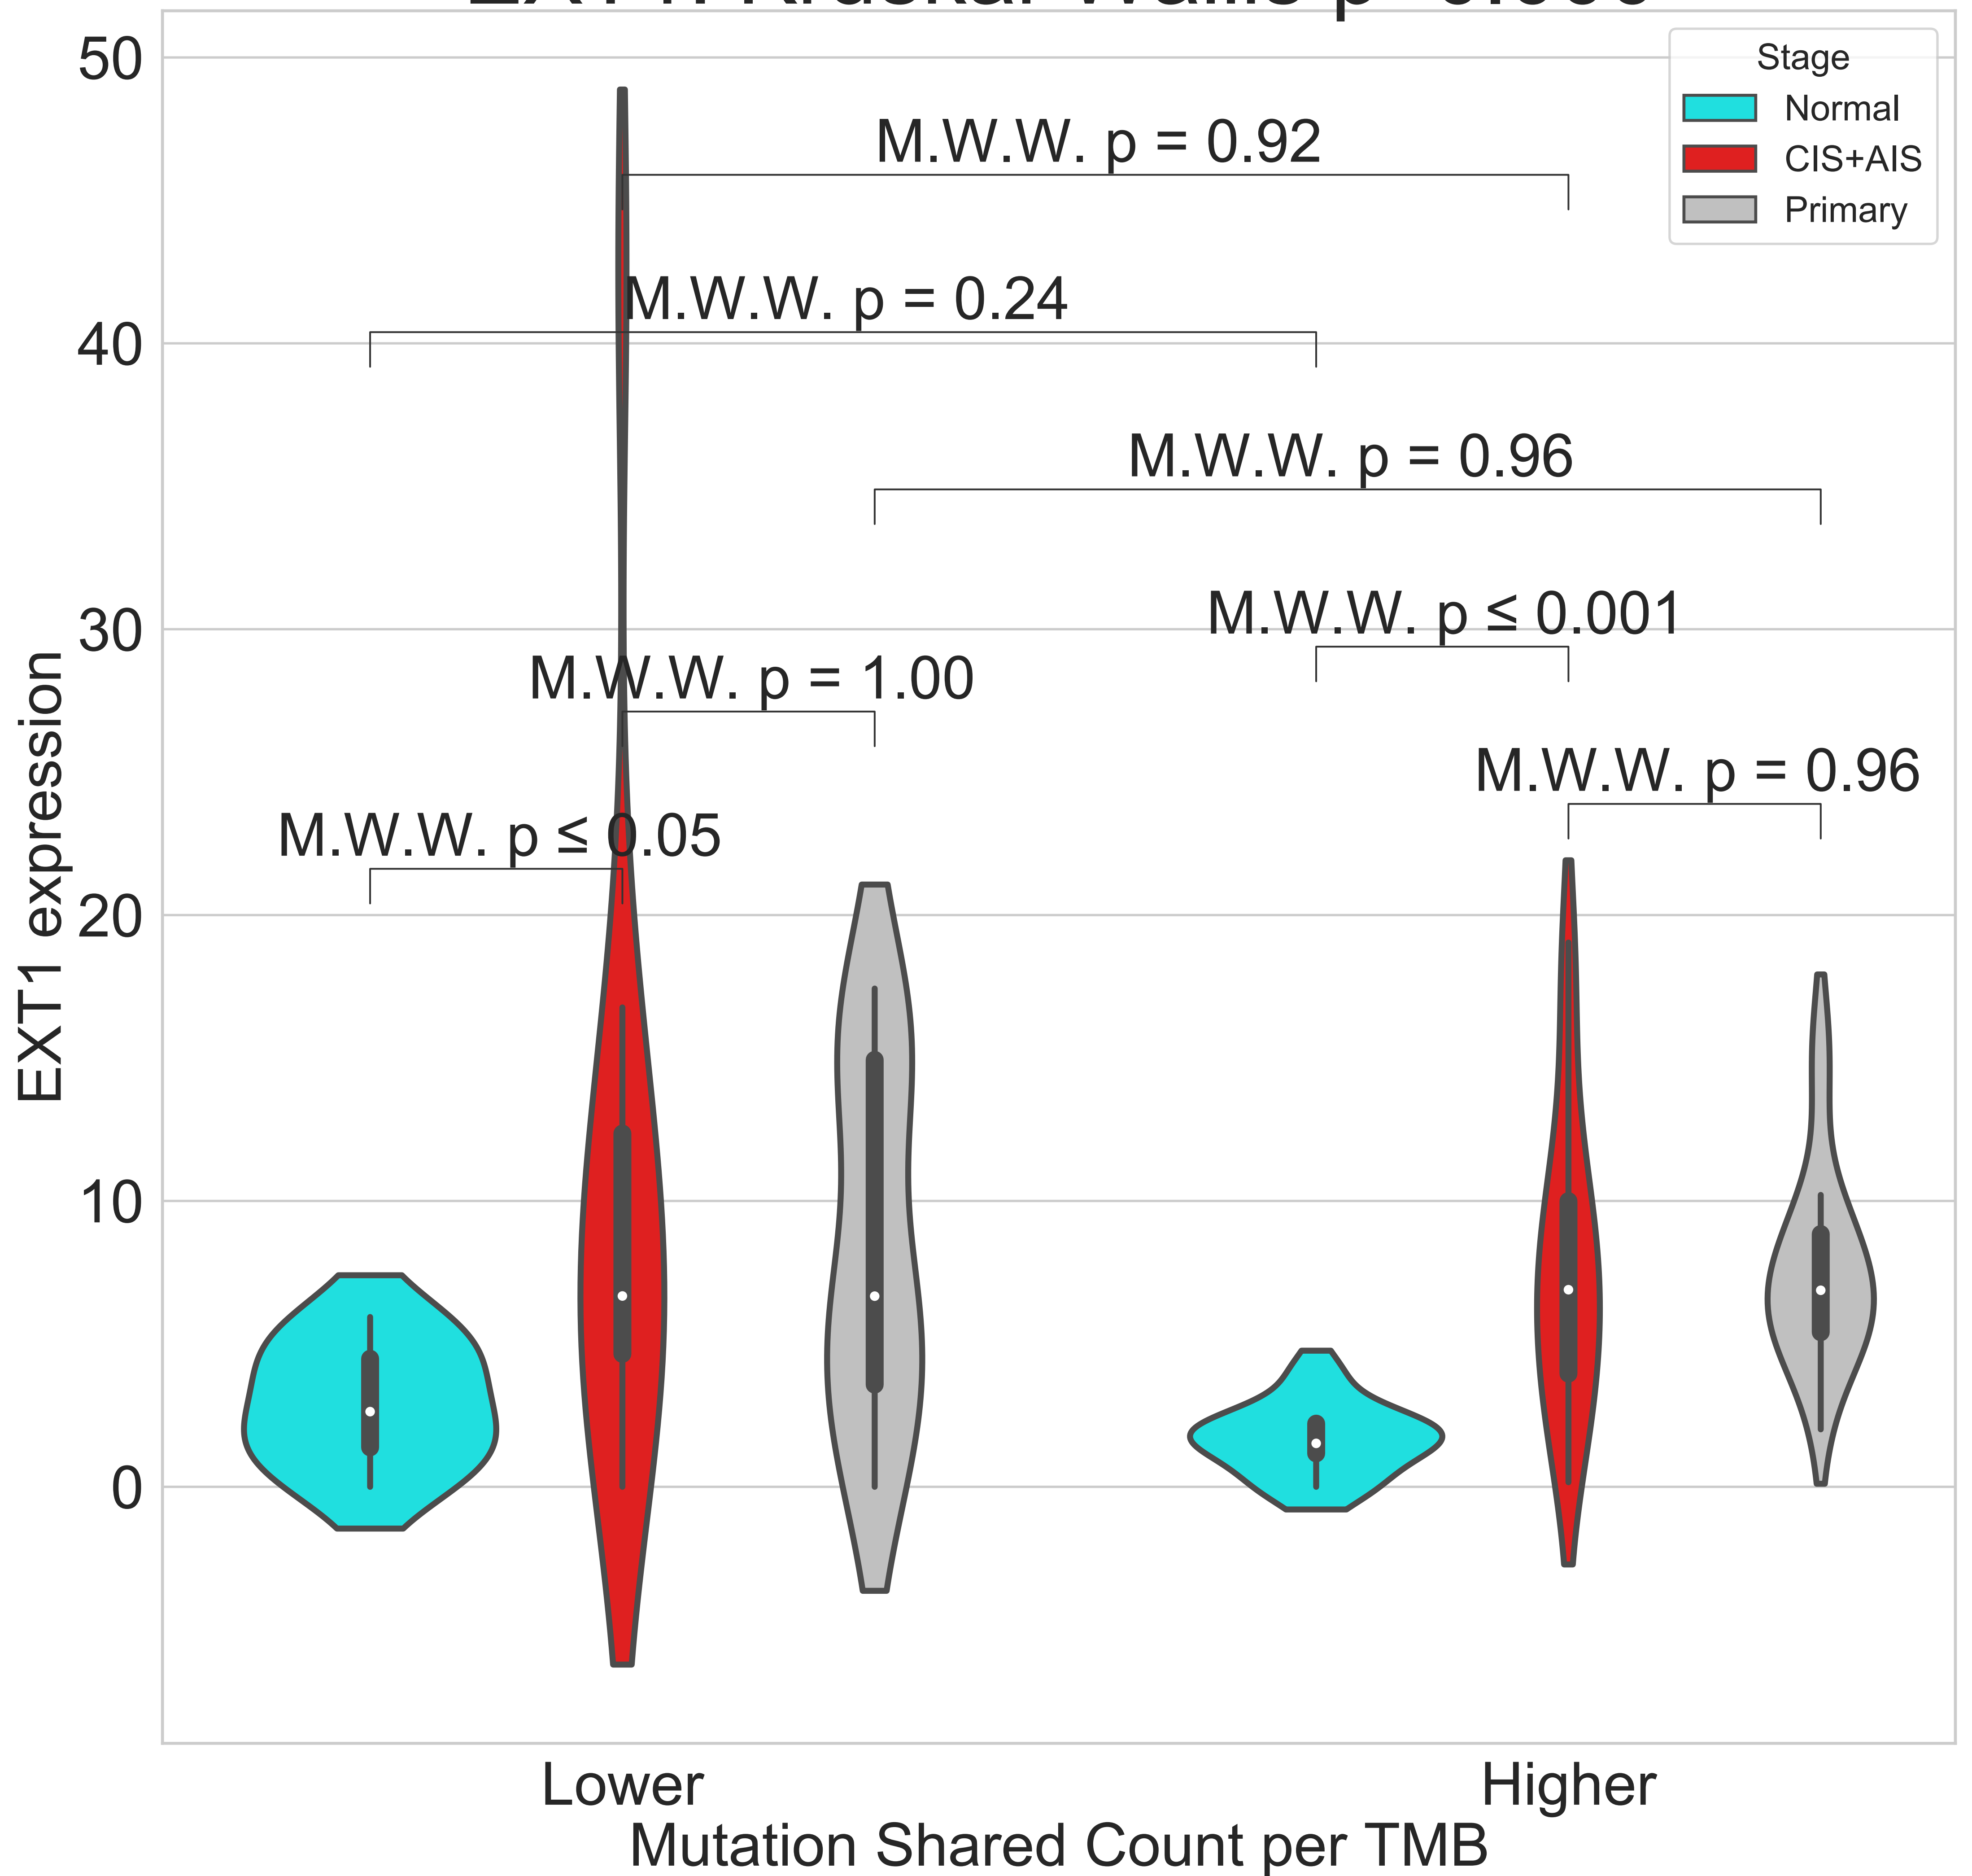 50
Stage
Normal
CIS+AIS
Primary
M.W.W. p = 0.92
M.W.W. p = 0.24
40
M.W.W. p = 0.96
M.W.W. p ≤ 0.001
30
M.W.W. p = 1.00
M.W.W. p = 0.96
M.W.W. p ≤ 0.05
20
10
0
EXT1 expression
Lower
Higher
Mutation Shared Count per TMB